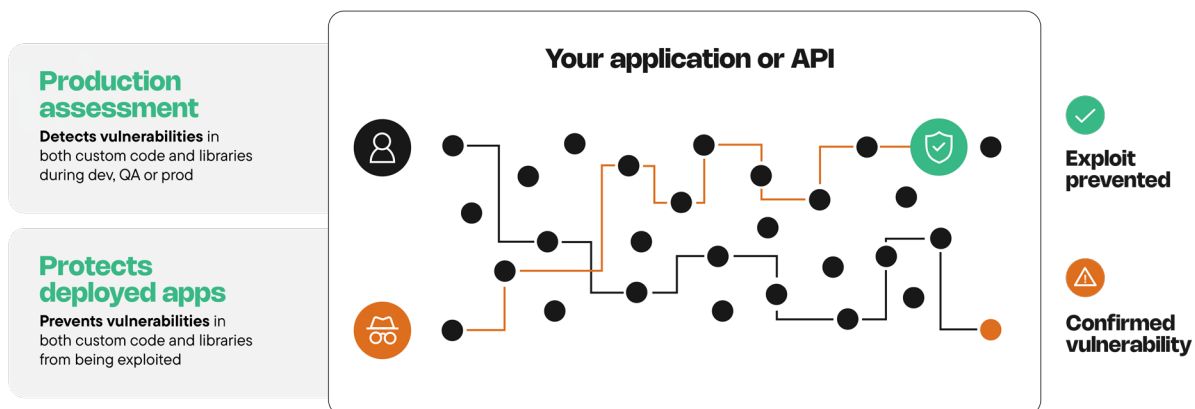 Production
assessment
Detects vulnerabilities in
both custom code and libraries
during dev, QA or prod
Protects
deployed apps
Prevents vulnerabilities in
both custom code and libraries
from being exploited
Your application or API
Exploit
prevented
Confirmed
vulnerability